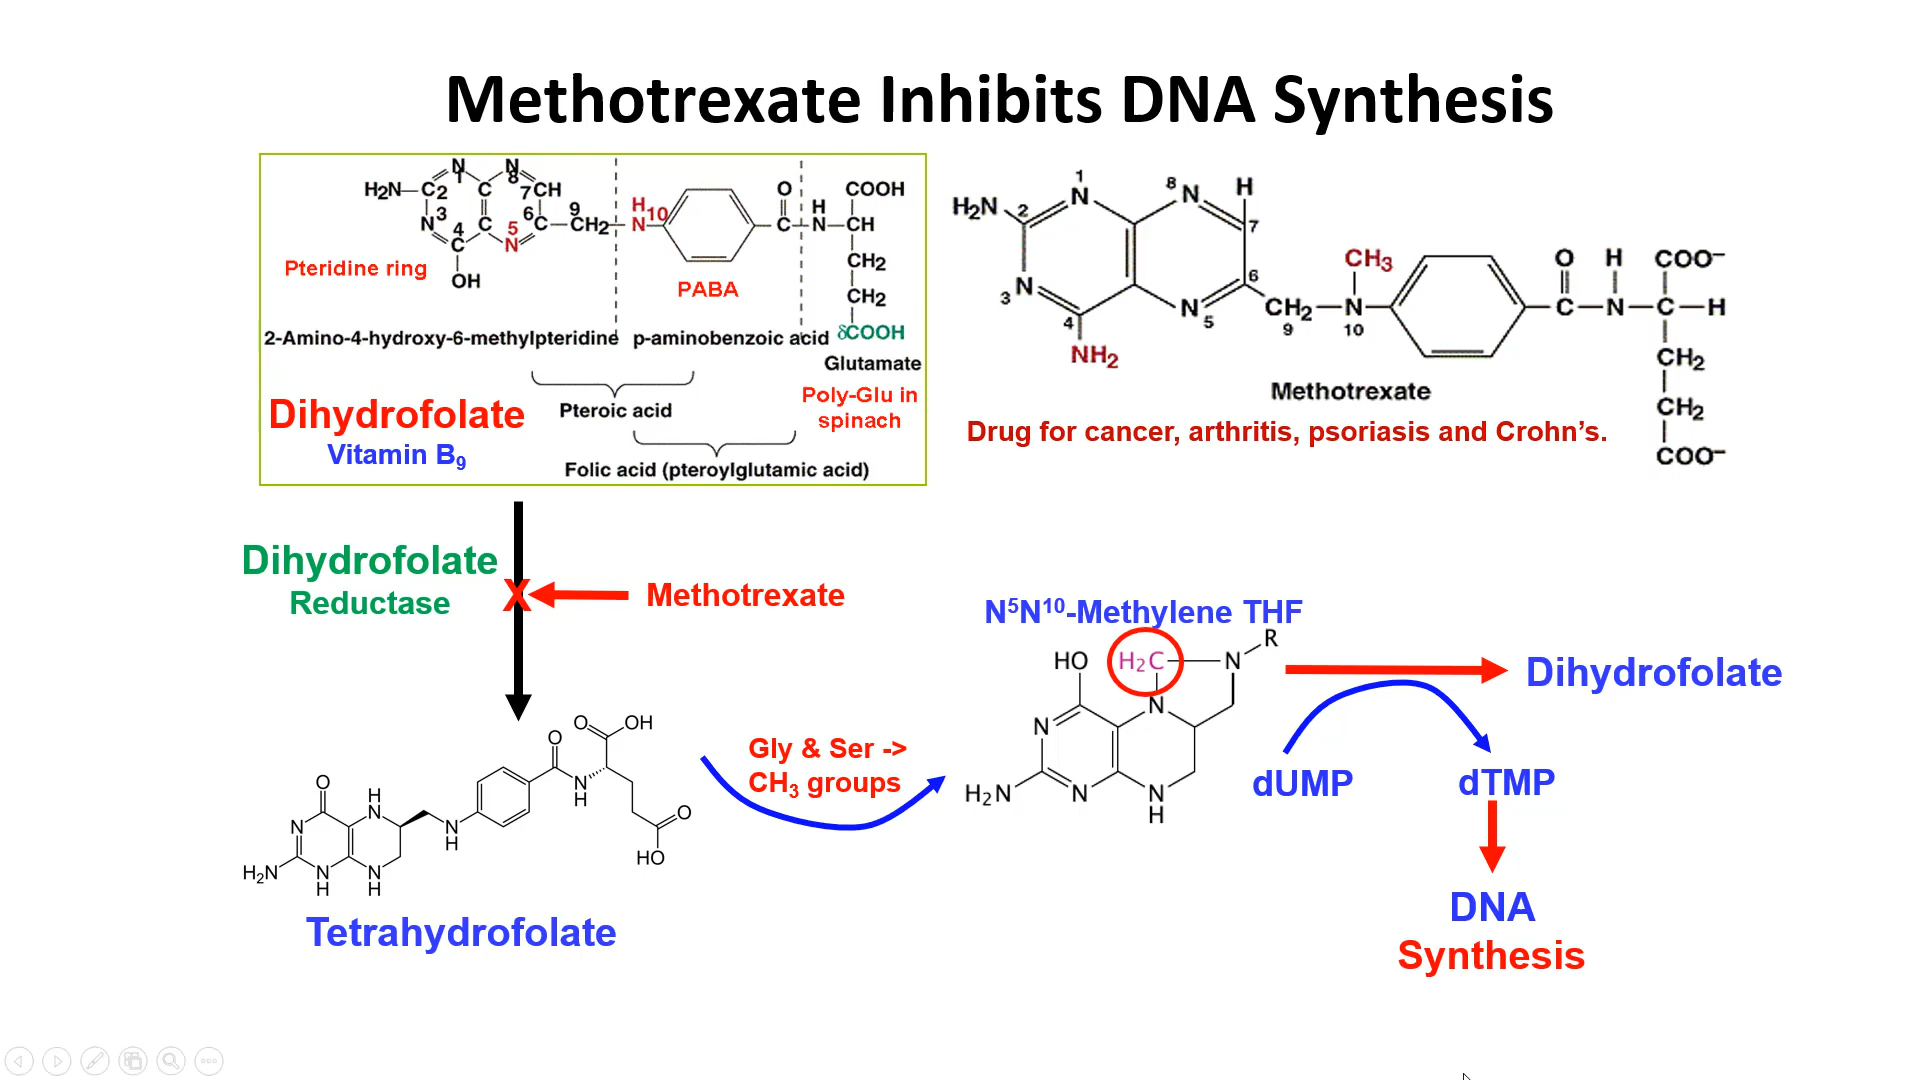 Methotrexate Inhibits DNA Synthesis
N N
1 8
H₂N C 2 C 7 CH
N 3 4 6 9 H 10
C 5 N CH₂ N
OH
O
C
H
N
COOH
CH
CH₂
CH₂
δCOOH
Pteridine ring
PABA
2-Amino-4-hydroxy-6-methylpteridine
p-aminobenzoic acid
Glutamate
Poly-Glu in
spinach
Pteroic acid
Folic acid (pteroylglutamic acid)
Dihydrofolate
Vitamin B₉
H₂N 2 N 1 8 N H 7
3 N 4 N 5 6
NH₂
CH₂ 9
CH₃
N 10
O
C
H
N
COO⁻
C H
CH₂
CH₂
COO⁻
Methotrexate
Drug for cancer, arthritis, psoriasis and Crohn’s.
Dihydrofolate
Reductase
X
Methotrexate
O
N
H₂N
N
H
N
H
H
N
N
H
O
N
H
O OH
O
HO
Tetrahydrofolate
Gly & Ser ->
CH₃ groups
N⁵N¹⁰-Methylene THF
HO H₂C N R
N N
H₂N N N
H
Dihydrofolate
dUMP dTMP
DNA
Synthesis